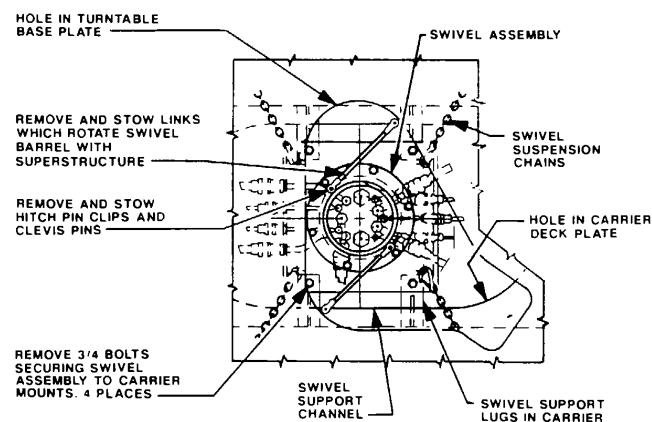 HOLE IN TURNTABLE
BASE PLATE
SWIVEL ASSEMBLY
REMOVE AND STOW LINKS
WHICH ROTATE SWIVEL
BARREL WITH
SUPERSTRUCTURE
SWIVEL
SUSPENSION
CHAINS
REMOVE AND STOW
HITCH PIN CLIPS AND
CLEVIS PINS
HOLE IN CARRIER
DECK PLATE
REMOVE 3/4 BOLTS
SECURING SWIVEL
ASSEMBLY TO CARRIER
MOUNTS. 4 PLACES
SWIVEL
SUPPORT
CHANNEL
SWIVEL SUPPORT
LUGS IN CARRIER